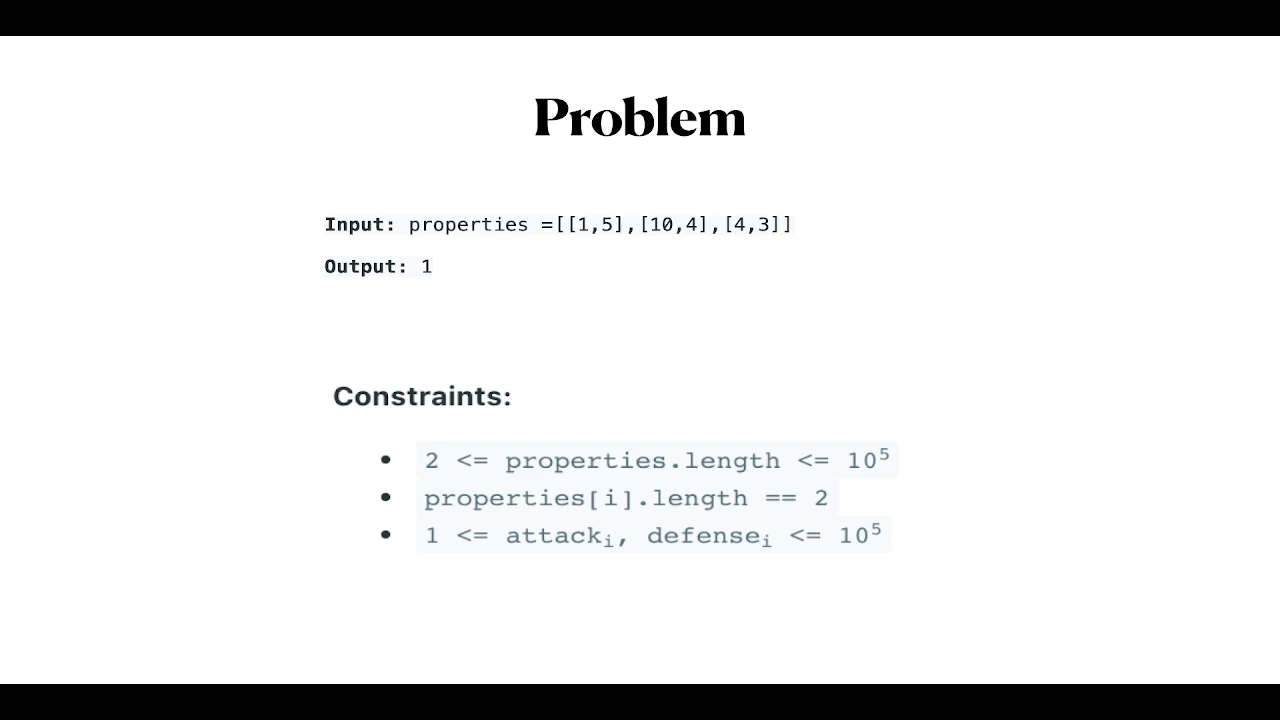 Problem
Input: properties =[[1,5],[10,4],[4,3]]
Output: 1
Constraints:
• 2 <= properties.length <= 10⁵
• properties[i].length == 2
• 1 <= attackᵢ, defenseᵢ <= 10⁵